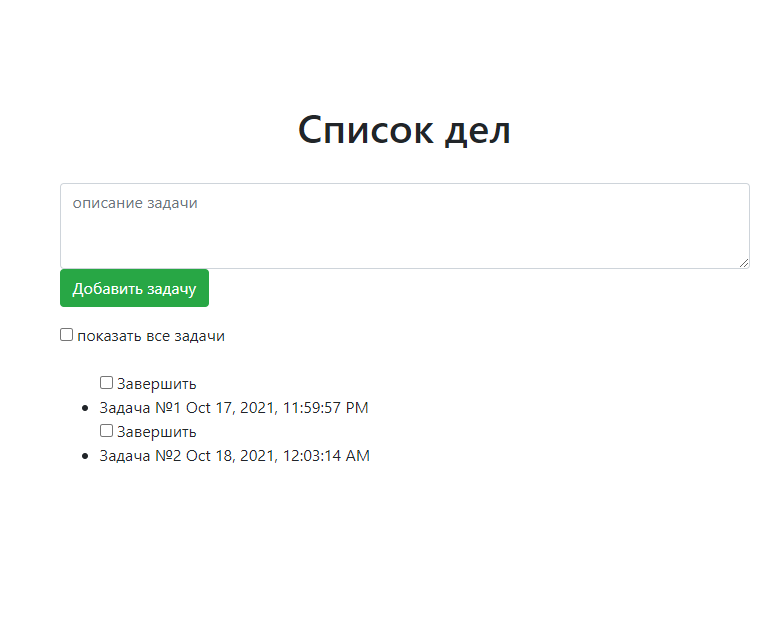 Список дел
описание задачи
Добавить задачу
показать все задачи
Завершить
Задача №1 Oct 17, 2021, 11:59:57 PM
Завершить
Задача №2 Oct 18, 2021, 12:03:14 AM